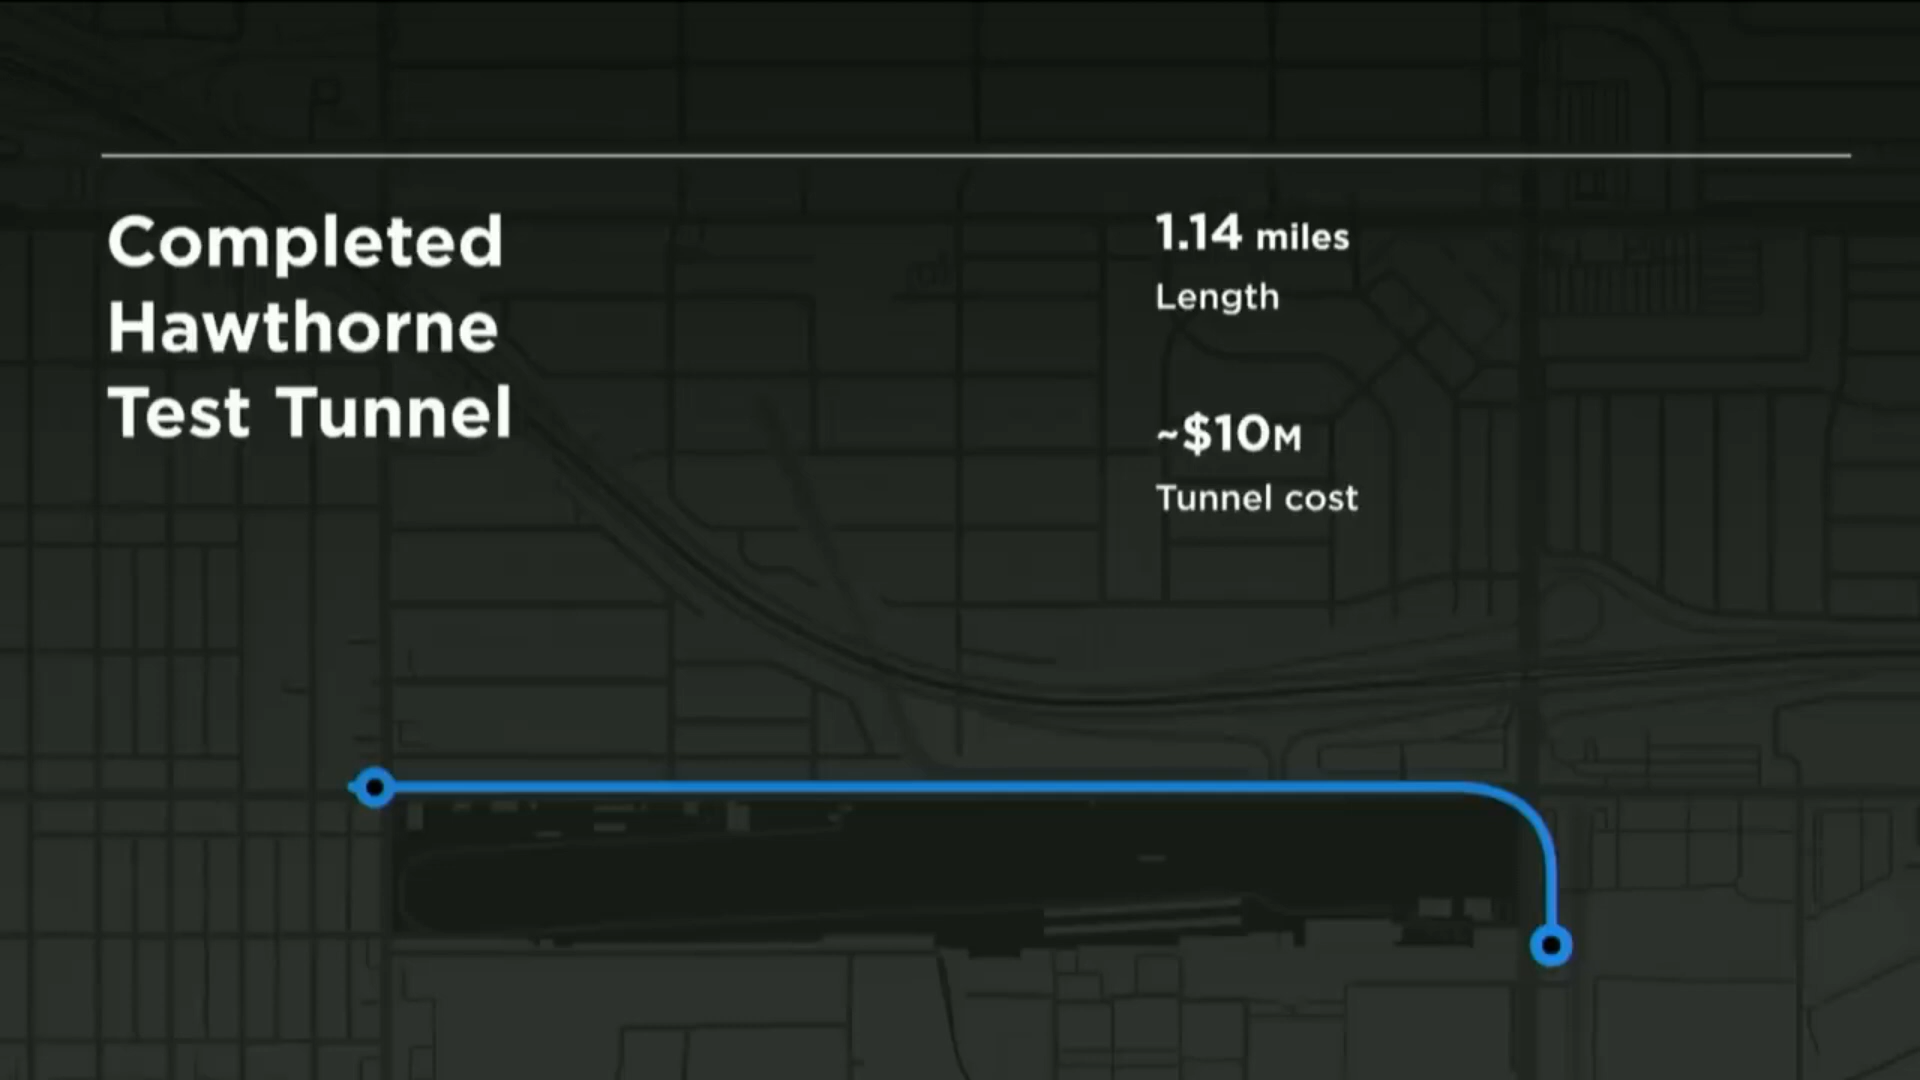 Completed
Hawthorne
Test Tunnel
1.14 miles
Length
~$10M
Tunnel cost